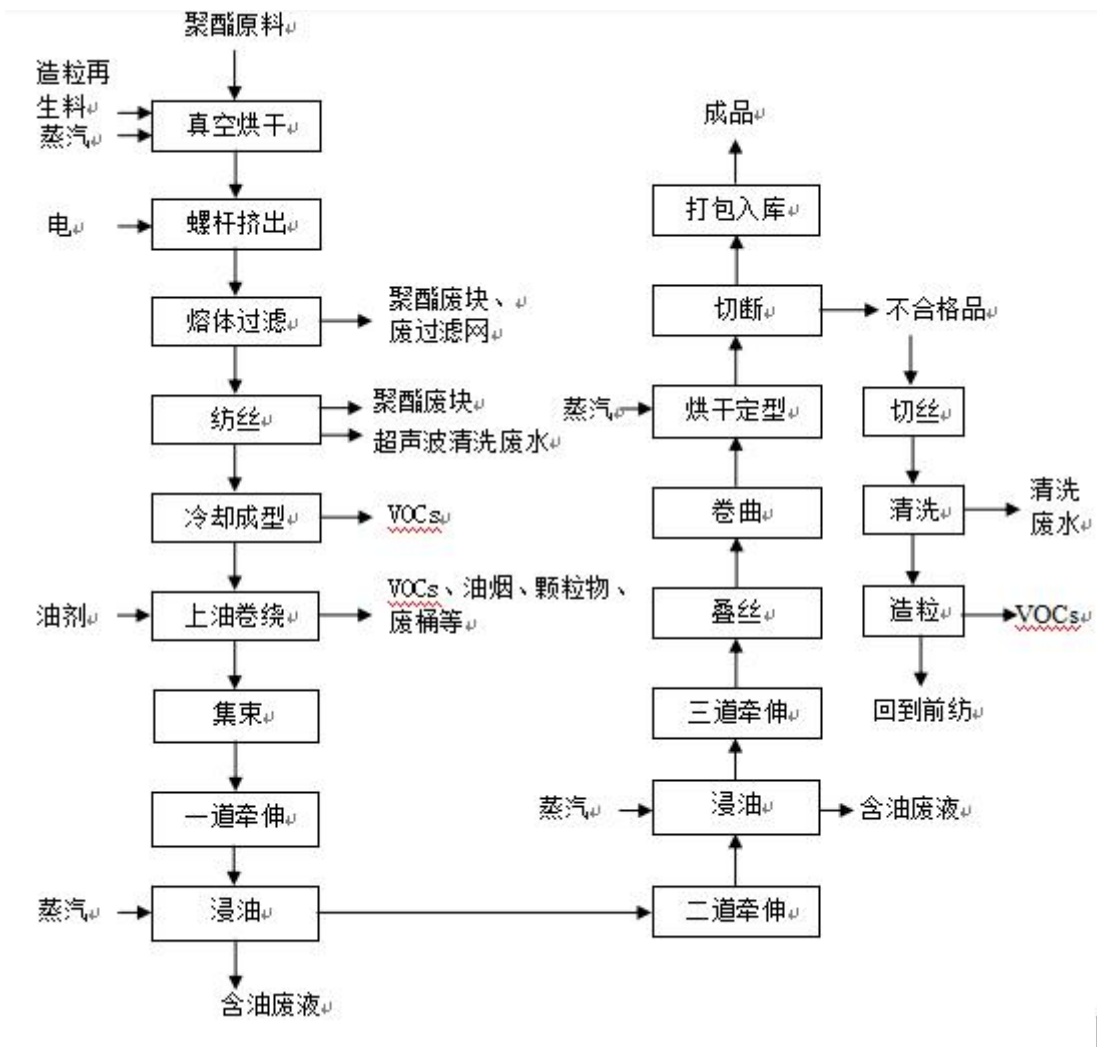 聚酯原料
造粒再
生料
蒸汽
真空烘干
电
螺杆挤出
熔体过滤
聚酯废块、
废过滤网
纺丝
聚酯废块
超声波清洗废水
冷却成型
VOCs
油剂
上油卷绕
VOCs、油烟、颗粒物、
废桶等
集束
一道牵伸
蒸汽
浸油
含油废液
成品
打包入库
切断
不合格品
蒸汽
烘干定型
切丝
卷曲
清洗
清洗
废水
叠丝
造粒
VOCs
三道牵伸
回到前纺
蒸汽
浸油
含油废液
二道牵伸